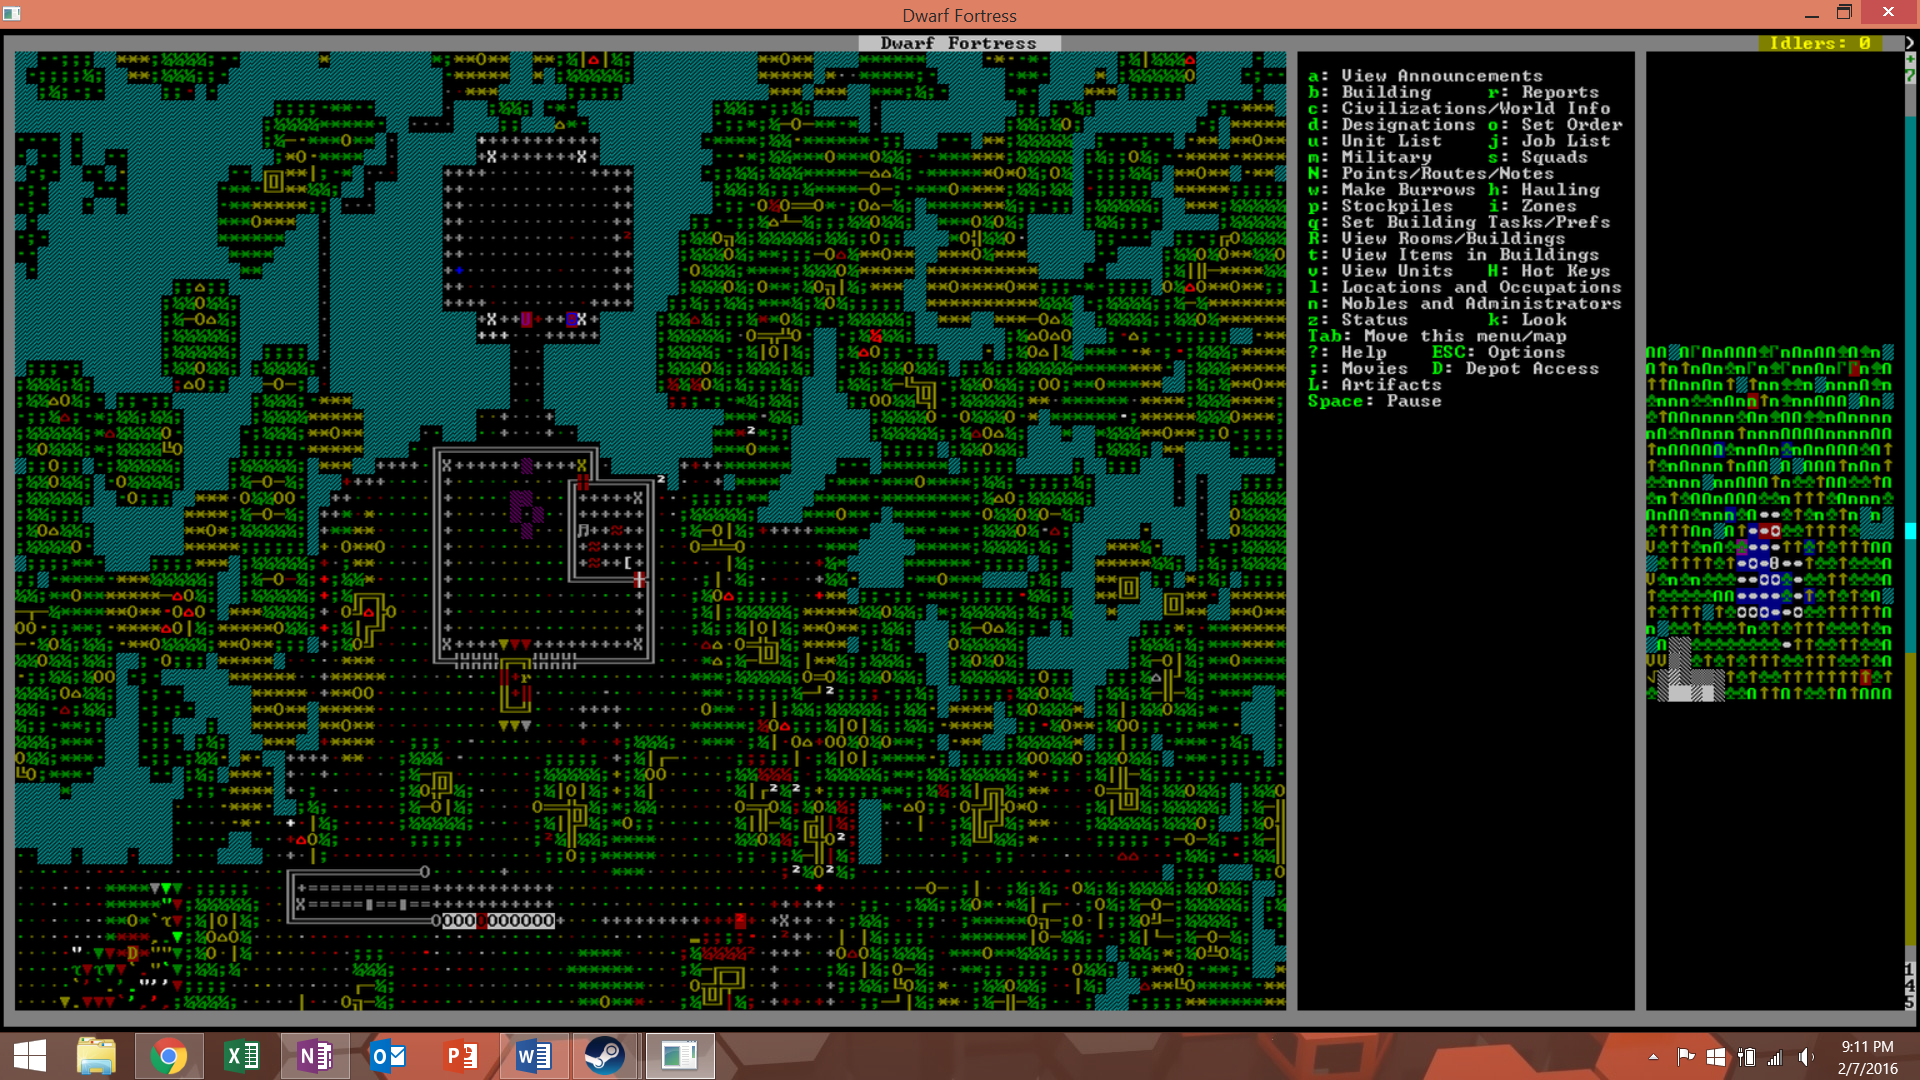 Dwarf Fortress
Dwarf Fortress
Idlers: 0
a: View Announcements
b: Building r: Reports
c: Civilizations/World Info
d: Designations o: Set Order
u: Unit List j: Job List
m: Military s: Squads
N: Points/Routes/Notes
w: Make Burrows h: Hauling
p: Stockpiles i: Zones
q: Set Building Tasks/Prefs
R: View Rooms/Buildings
t: View Items in Buildings
v: View Units H: Hot Keys
l: Locations and Occupations
n: Nobles and Administrators
z: Status k: Look
Tab: Move this menu/map
?: Help ESC: Options
;: Movies D: Depot Access
L: Artifacts
Space: Pause
145
9:11 PM
2/7/2016